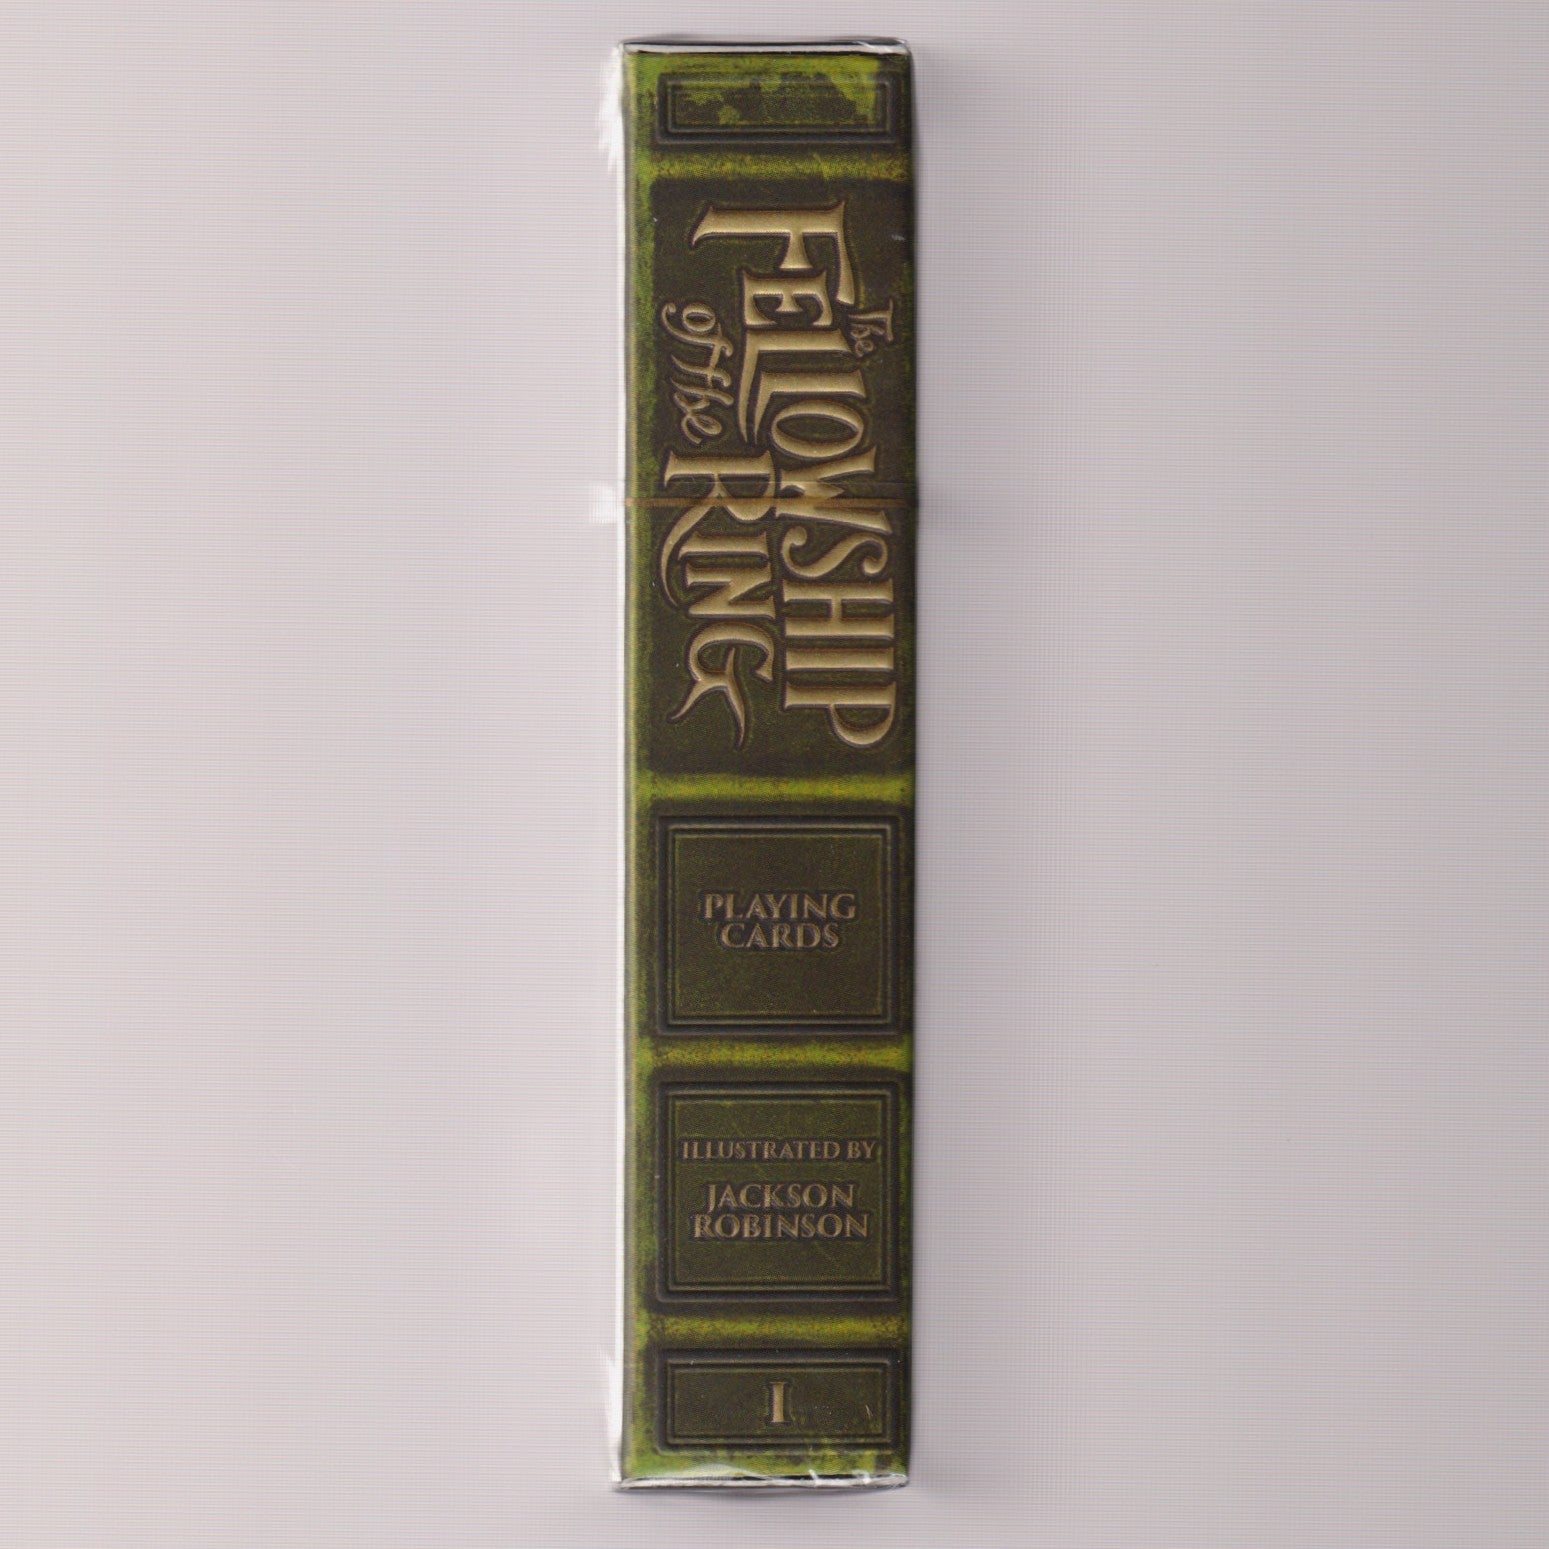 The
FELLOWSHIP
of the
RING
PLAYING
CARDS
ILLUSTRATED BY
JACKSON
ROBINSON
I